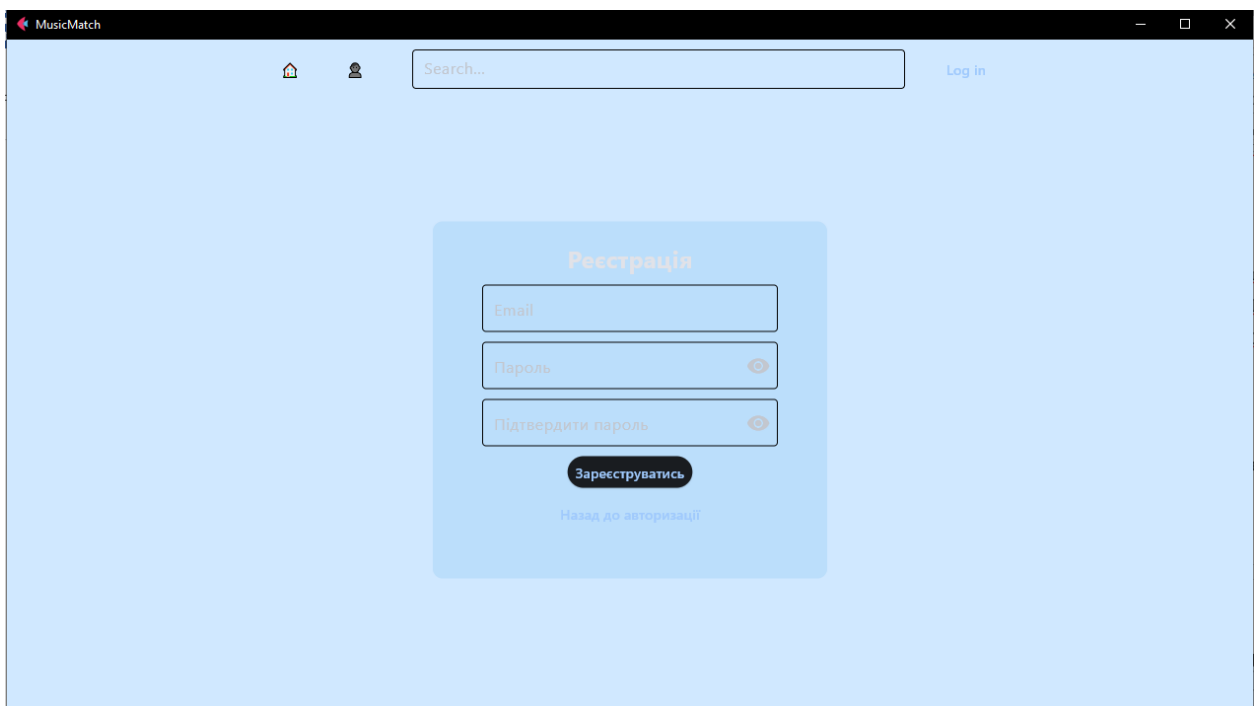 MusicMatch
Search...
Log in
Реєстрація
Email
Пароль
Підтвердити пароль
Зареєструватись
Назад до авторизації